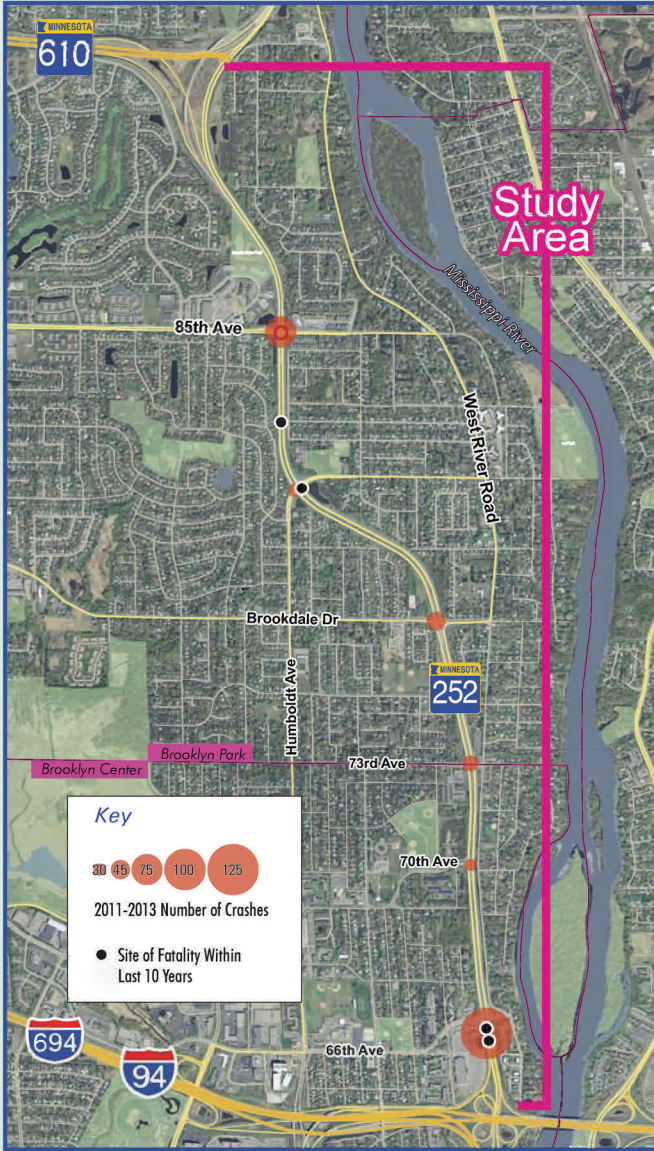 MINNESOTA
610
Study
Area
Mississippi River
85th Ave
West River Road
Brookdale Dr
MINNESOTA
252
Humboldt Ave
Brooklyn Park
73rd Ave
Brooklyn Center
Key
70th Ave
30 45 75 100 125
2011-2013 Number of Crashes
Site of Fatality Within
Last 10 Years
66th Ave
694
94